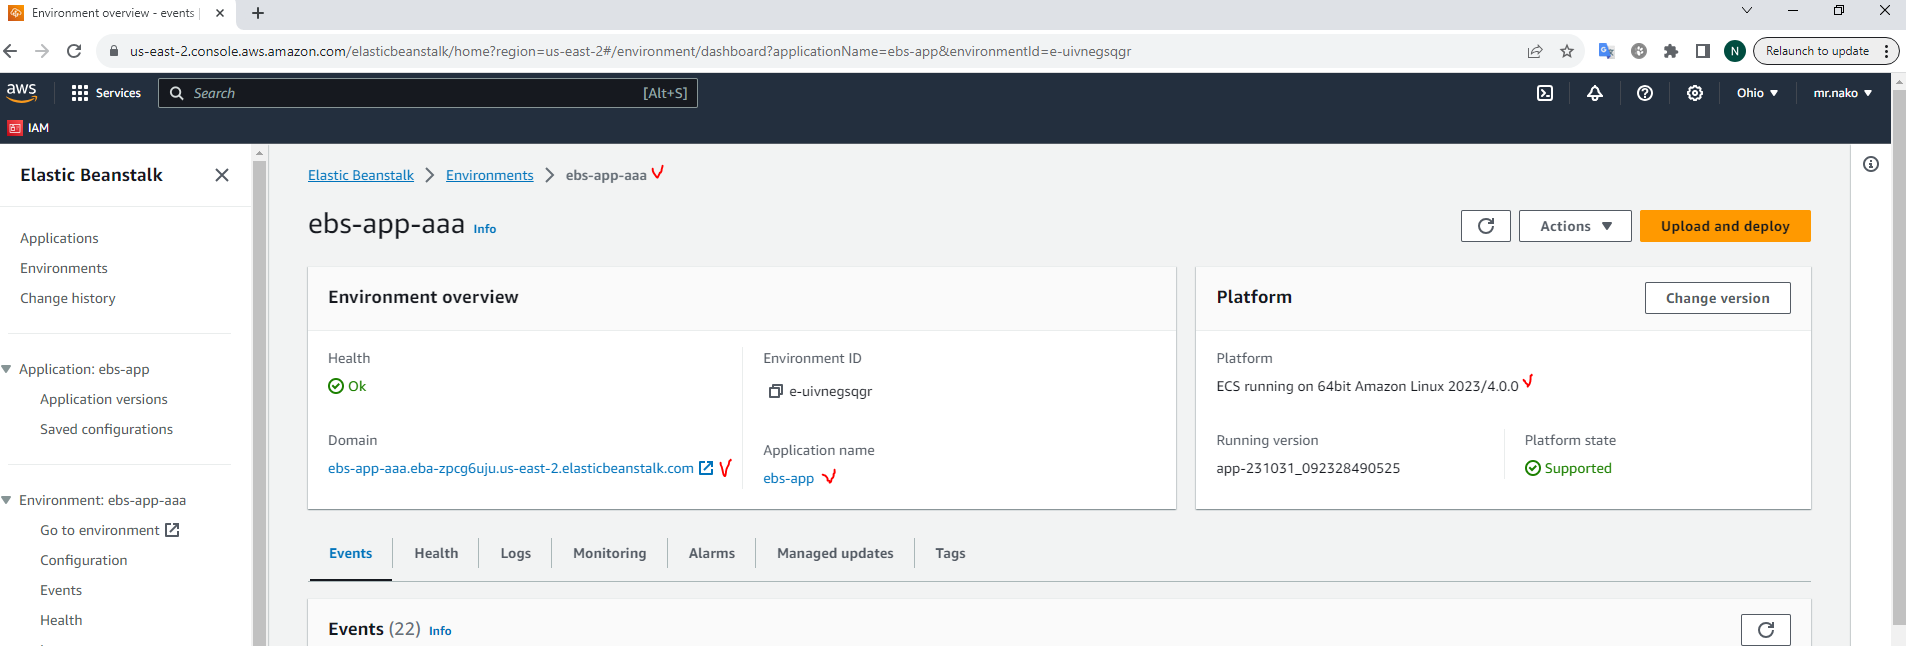 Environment overview - events
us-east-2.console.aws.amazon.com/elasticbeanstalk/home?region=us-east-2#/environment/dashboard?applicationName=ebs-app&environmentId=e-uivnegsqgr
N
Relaunch to update
aws
Services
Search
[Alt+S]
Ohio
mr.nako
IAM
Elastic Beanstalk
Applications
Environments
Change history
Application: ebs-app
Application versions
Saved configurations
Environment: ebs-app-aaa
Go to environment
Configuration
Events
Health
Elastic Beanstalk
Environments
ebs-app-aaa
ebs-app-aaa Info
Actions
Upload and deploy
Environment overview
Health
Ok
Domain
ebs-app-aaa.eba-zpcg6uju.us-east-2.elasticbeanstalk.com
Environment ID
e-uivnegsqgr
Application name
ebs-app
Platform
Change version
Platform
ECS running on 64bit Amazon Linux 2023/4.0.0
Running version
app-231031_092328490525
Platform state
Supported
Events
Health
Logs
Monitoring
Alarms
Managed updates
Tags
Events (22) Info